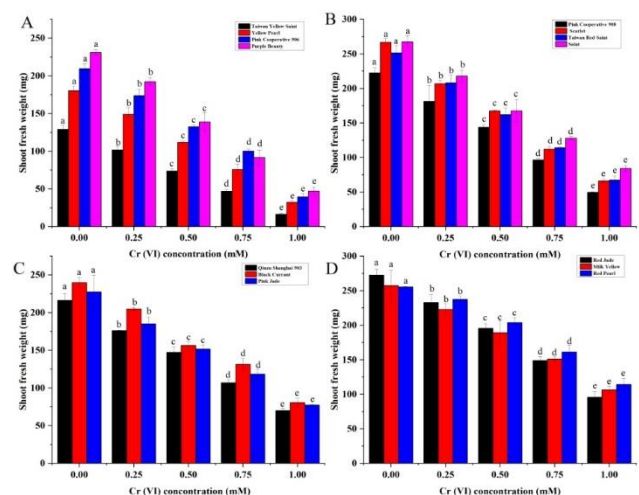 A
Taiwan Yellow Saint
Yellow Pearl
Pink Cooperative 906
Purple Beauty
Shoot fresh weight (mg)
250
200
150
100
50
0
a a a a
b b b b
c c c c
d d d d
e e e e
0.00 0.25 0.50 0.75 1.00
Cr (VI) concentration (mM)
B
Pink Cooperative
Scarlet
Taiwan Red Saint
Saint
Shoot fresh weight (mg)
300
250
200
150
100
50
0
a a a a
b b b b
c c c c
d d d d
e e e e
0.00 0.25 0.50 0.75 1.00
Cr (VI) concentration (mM)
C
Shanghai 903
Black Currant
Pink Jade
Shoot fresh weight (mg)
250
200
150
100
50
0
a a a
b b b
c c c
d d d
e e e
0.00 0.25 0.50 0.75 1.00
Cr (VI) concentration (mM)
D
Red Jade
Milk Yellow
Red Pearl
Shoot fresh weight (mg)
300
250
200
150
100
50
0
a a a
b b b
c c c
d d d
e e e
0.00 0.25 0.50 0.75 1.00
Cr (VI) concentration (mM)